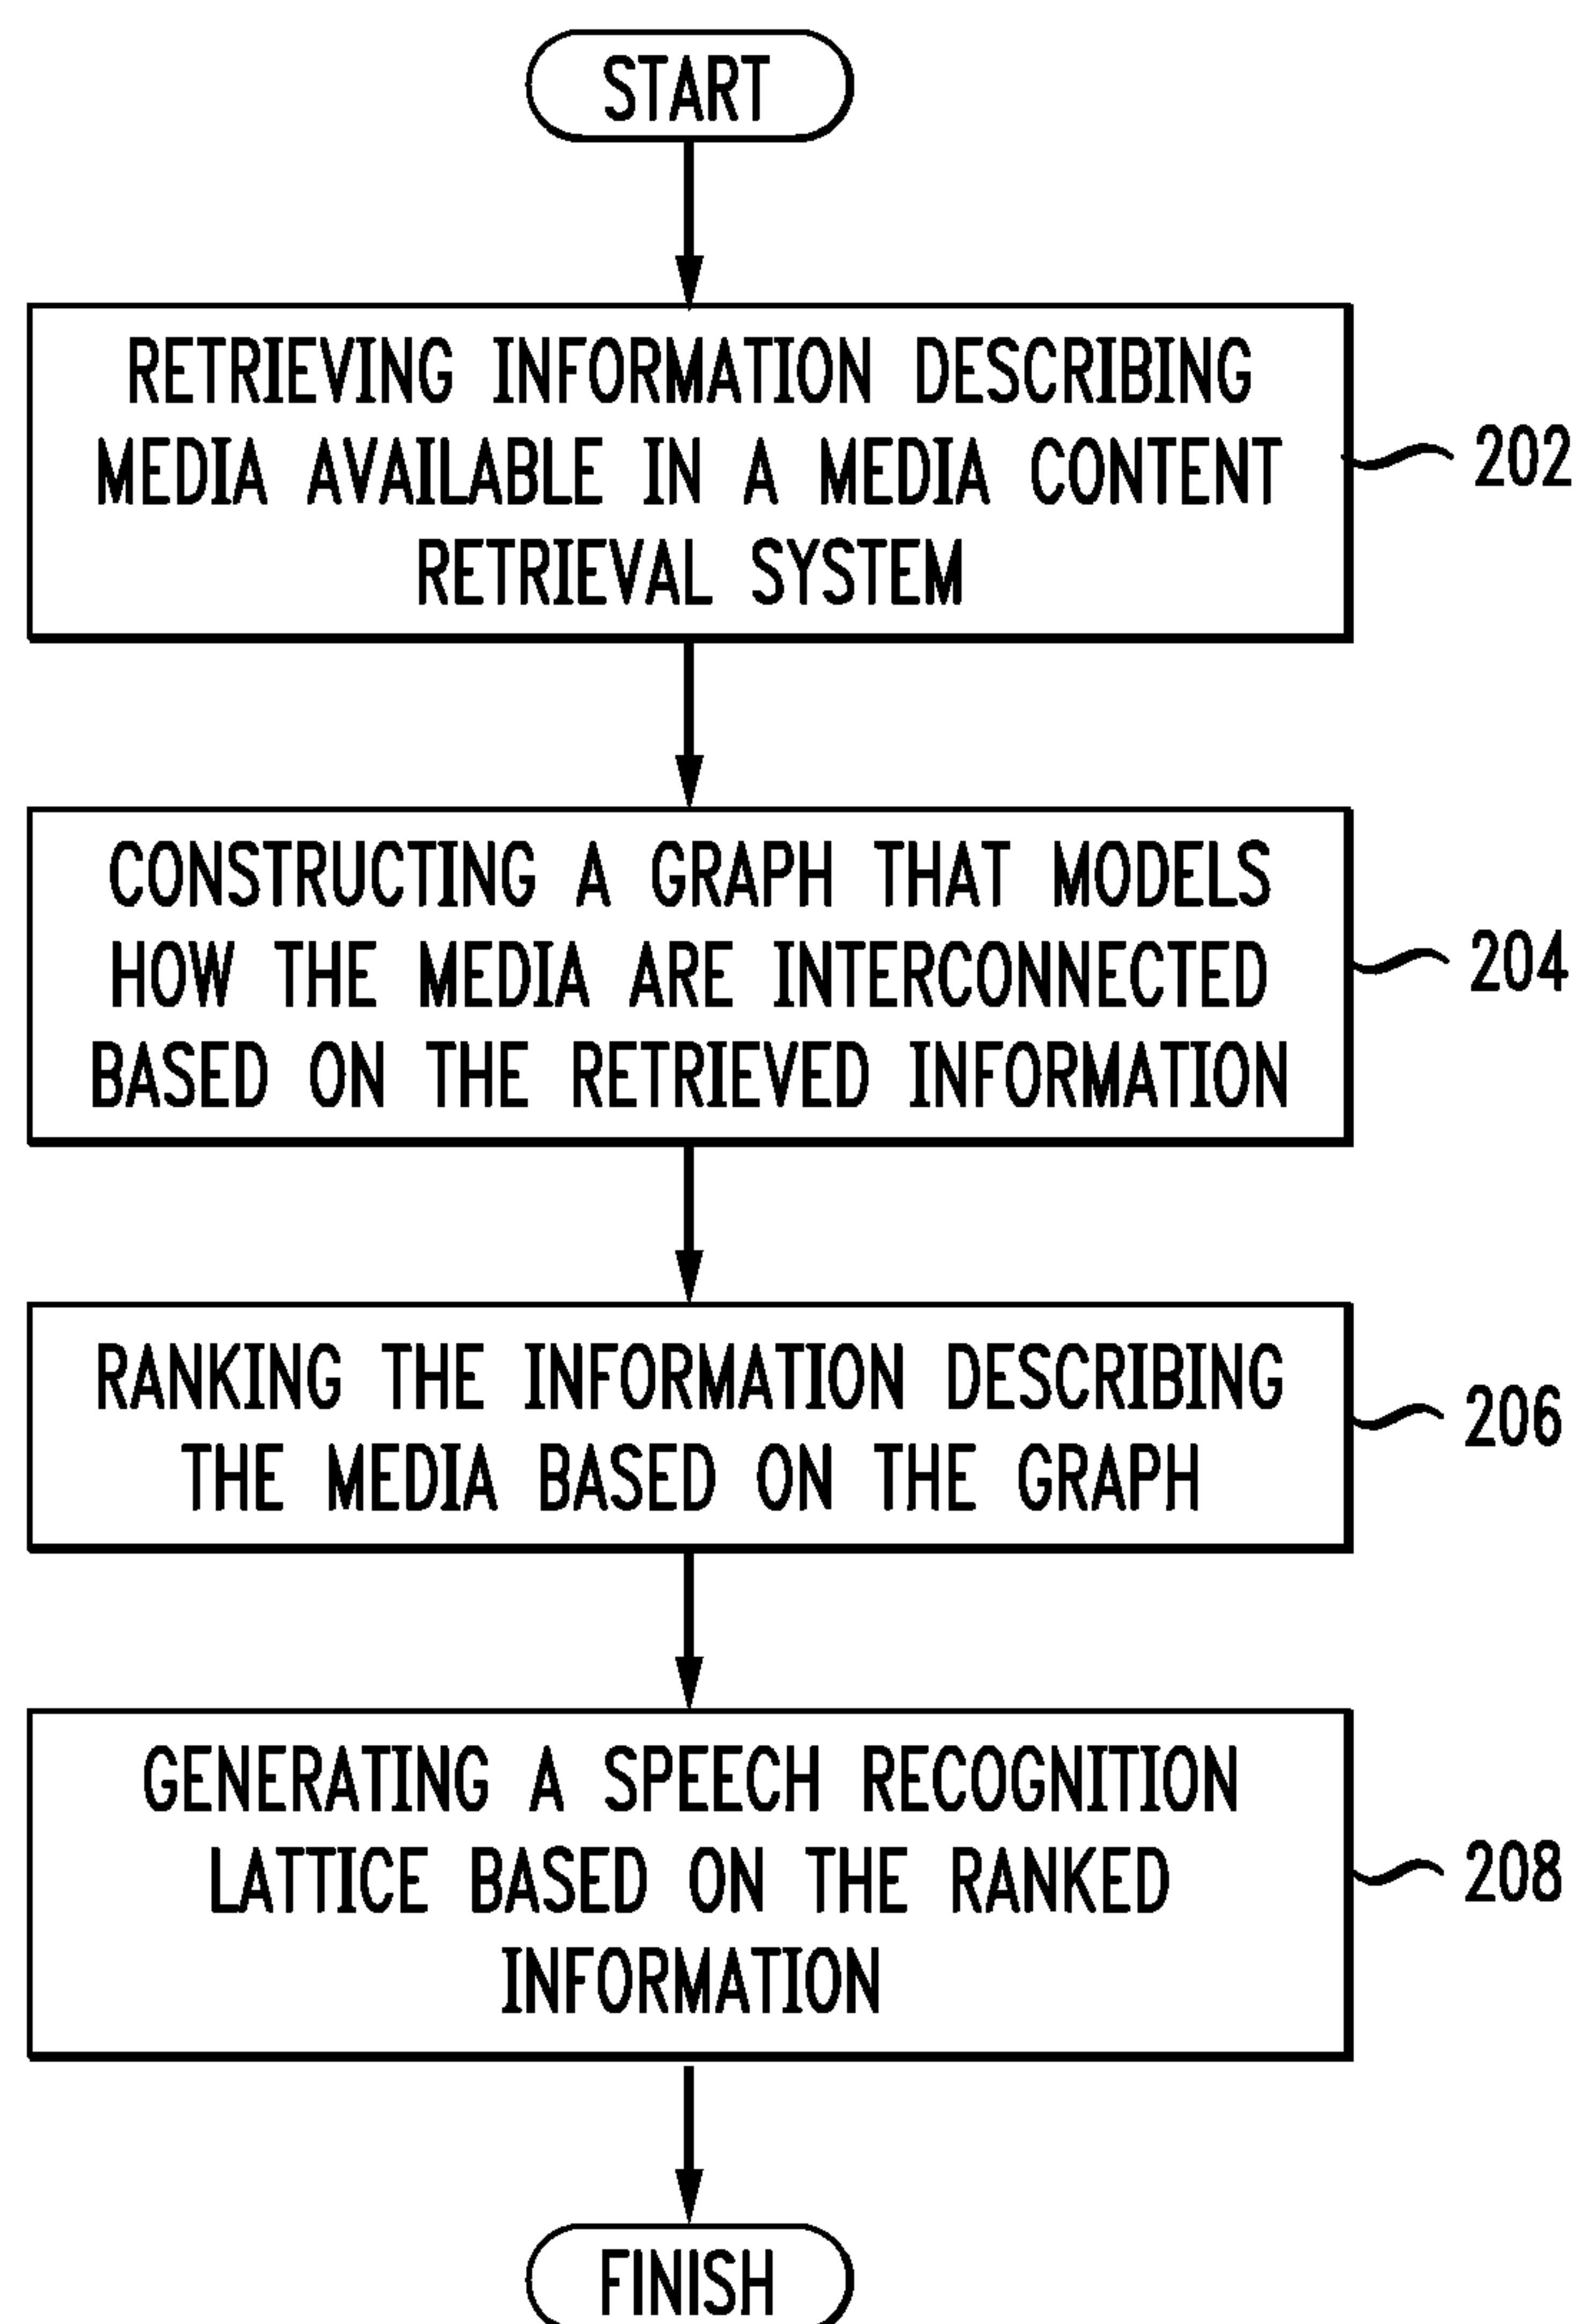 START
RETRIEVING INFORMATION DESCRIBING
MEDIA AVAILABLE IN A MEDIA CONTENT
RETRIEVAL SYSTEM
202
CONSTRUCTING A GRAPH THAT MODELS
HOW THE MEDIA ARE INTERCONNECTED
BASED ON THE RETRIEVED INFORMATION
204
RANKING THE INFORMATION DESCRIBING
THE MEDIA BASED ON THE GRAPH
206
GENERATING A SPEECH RECOGNITION
LATTICE BASED ON THE RANKED
INFORMATION
208
FINISH